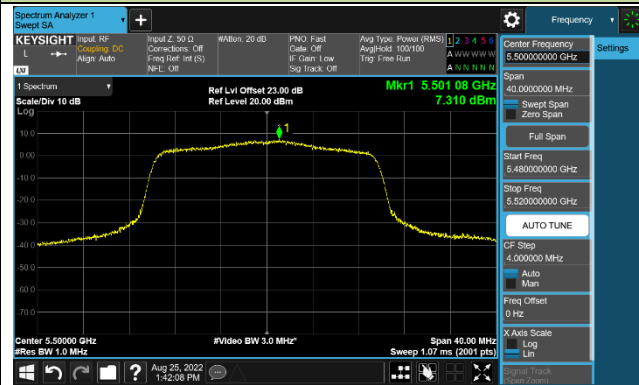 Spectrum Analyzer 1
Swept SA
Frequency
KEYSIGHT
L
LXI
Input: RF
Coupling: DC
Align: Auto
Input Z: 50 Ω
Corrections: Off
Freq Ref: Int (S)
NFE: Off
#Atten: 20 dB
PNO: Fast
Gate: Off
IF Gain: Low
Sig Track: Off
Avg Type: Power (RMS)
Avg|Hold: 100/100
Trig: Free Run
1 2 3 4 5 6
A W W W W W
A N N N N N
Center Frequency
5.500000000 GHz
Settings
Span
40.0000000 MHz
Swept Span
Zero Span
Full Span
Start Freq
5.480000000 GHz
Stop Freq
5.520000000 GHz
AUTO TUNE
CF Step
4.000000 MHz
Auto
Man
Freq Offset
0 Hz
X Axis Scale
Log
Lin
Signal Track
(Span Zoom)
1 Spectrum
Scale/Div 10 dB
Log
Ref Lvl Offset 23.00 dB
Ref Level 20.00 dBm
Mkr1 5.501 08 GHz
7.310 dBm
1
10.0
0.00
-10.0
-20.0
-30.0
-40.0
-50.0
-60.0
-70.0
Center 5.50000 GHz
#Res BW 1.0 MHz
#Video BW 3.0 MHz*
Span 40.00 MHz
Sweep 1.07 ms (2001 pts)
?
Aug 25, 2022
1:42:08 PM